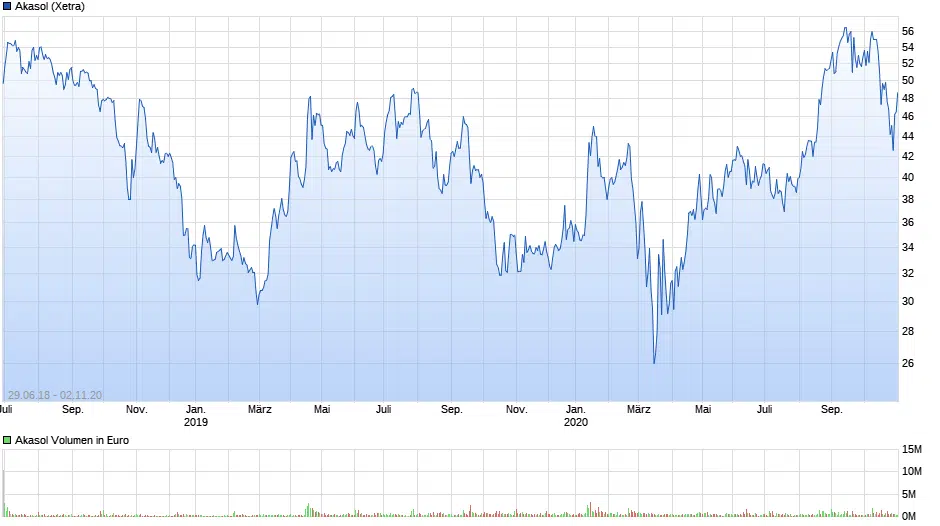 Akasol (Xetra)
56
54
52
50
48
46
44
42
40
38
36
34
32
30
28
26
29.06.18 - 02.11.20
Juli Sep. Nov. Jan. März Mai Juli Sep. Nov. Jan. März Mai Juli Sep.
2019 2020
Akasol Volumen in Euro
15M
10M
5M
0M